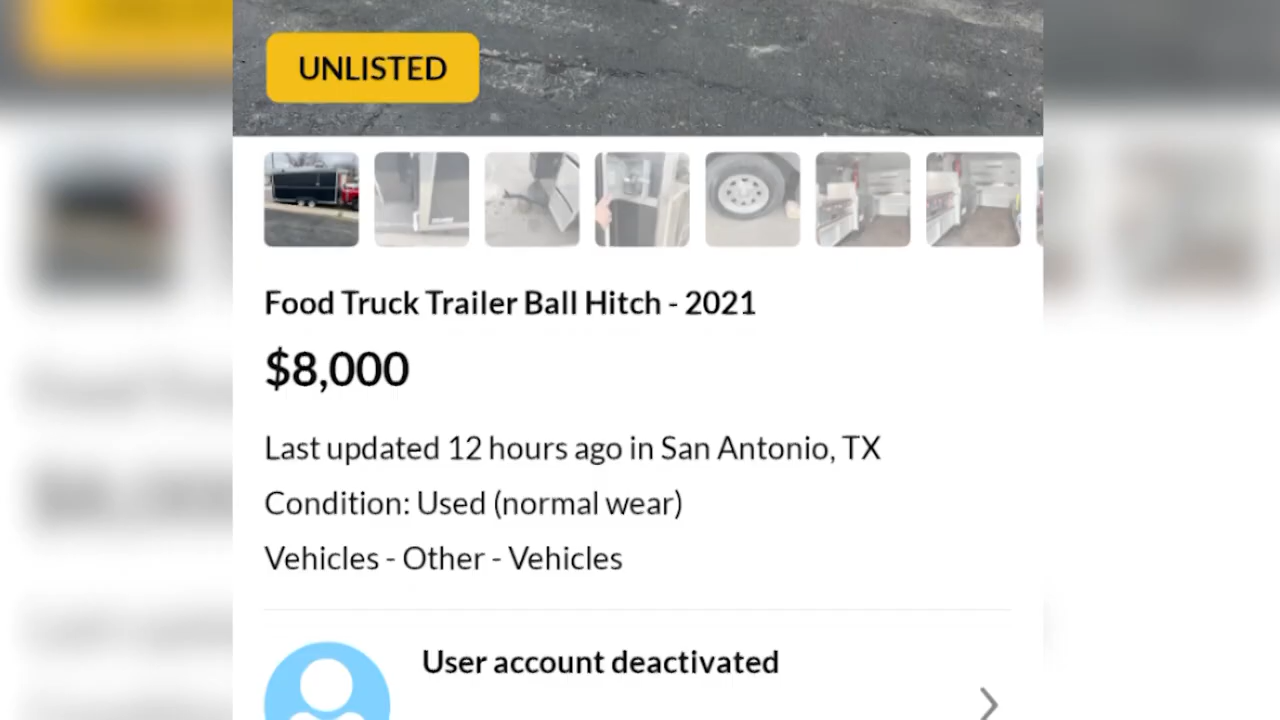 UNLISTED
Food Truck Trailer Ball Hitch - 2021
$8,000
Last updated 12 hours ago in San Antonio, TX
Condition: Used (normal wear)
Vehicles - Other - Vehicles
User account deactivated